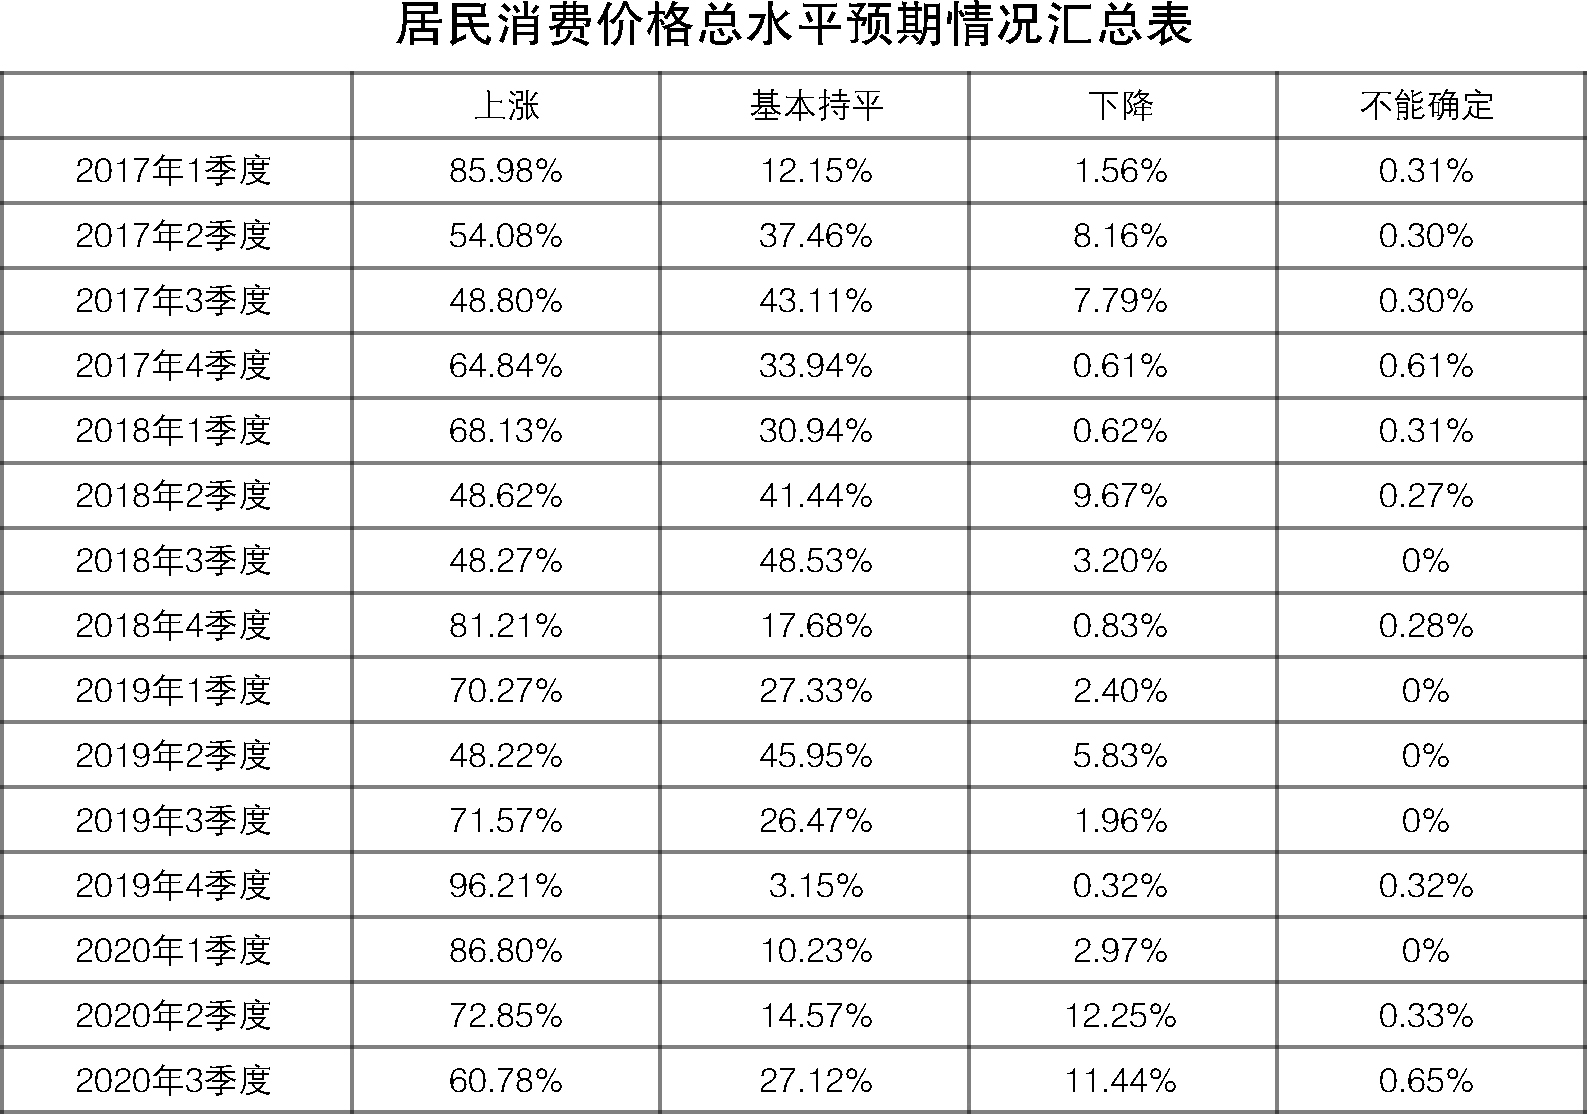 居民消费价格总水平预期情况汇总表
上涨 基本持平 下降 不能确定
2017年1季度 85.98% 12.15% 1.56% 0.31%
2017年2季度 54.08% 37.46% 8.16% 0.30%
2017年3季度 48.80% 43.11% 7.79% 0.30%
2017年4季度 64.84% 33.94% 0.61% 0.61%
2018年1季度 68.13% 30.94% 0.62% 0.31%
2018年2季度 48.62% 41.44% 9.67% 0.27%
2018年3季度 48.27% 48.53% 3.20% 0%
2018年4季度 81.21% 17.68% 0.83% 0.28%
2019年1季度 70.27% 27.33% 2.40% 0%
2019年2季度 48.22% 45.95% 5.83% 0%
2019年3季度 71.57% 26.47% 1.96% 0%
2019年4季度 96.21% 3.15% 0.32% 0.32%
2020年1季度 86.80% 10.23% 2.97% 0%
2020年2季度 72.85% 14.57% 12.25% 0.33%
2020年3季度 60.78% 27.12% 11.44% 0.65%